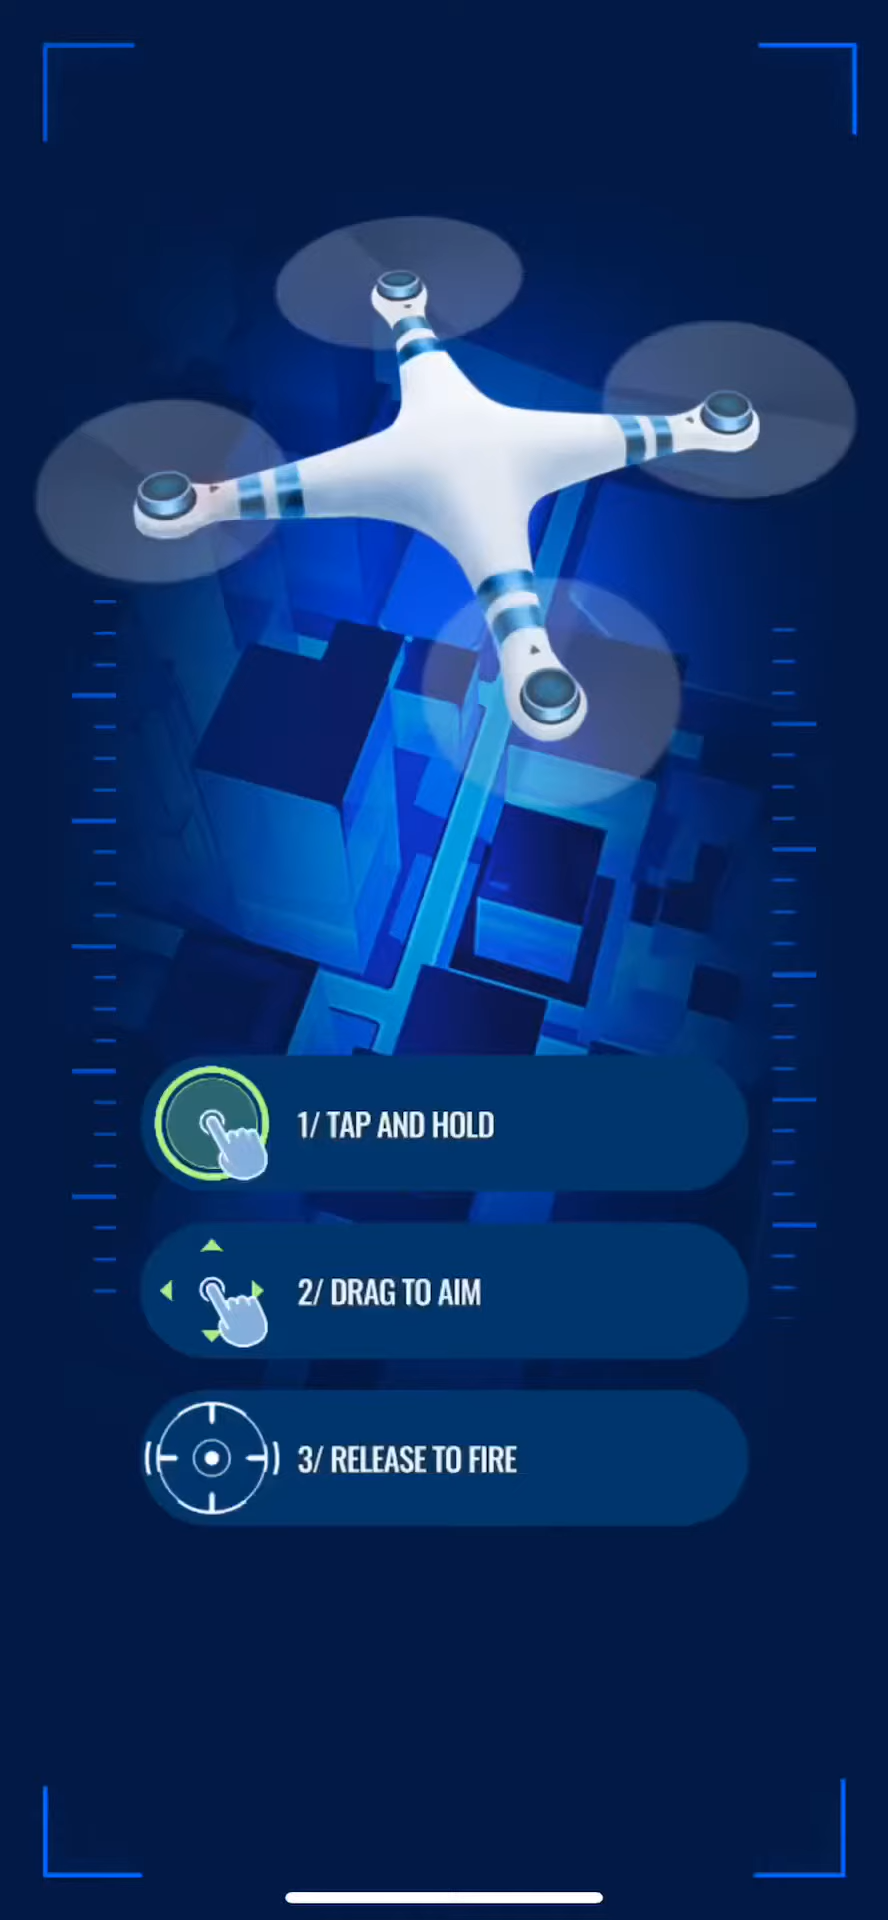 1/ TAP AND HOLD
2/ DRAG TO AIM
3/ RELEASE TO FIRE